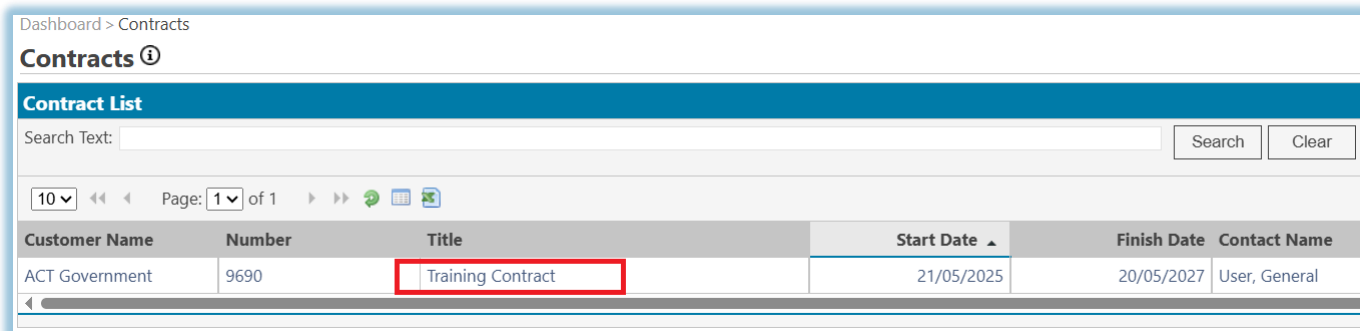 Dashboard > Contracts
Contracts
Contract List
Search Text: Search Clear
10 Page: 1 of 1
Customer Name Number Title Start Date Finish Date Contact Name
ACT Government 9690 Training Contract 21/05/2025 20/05/2027 User, General